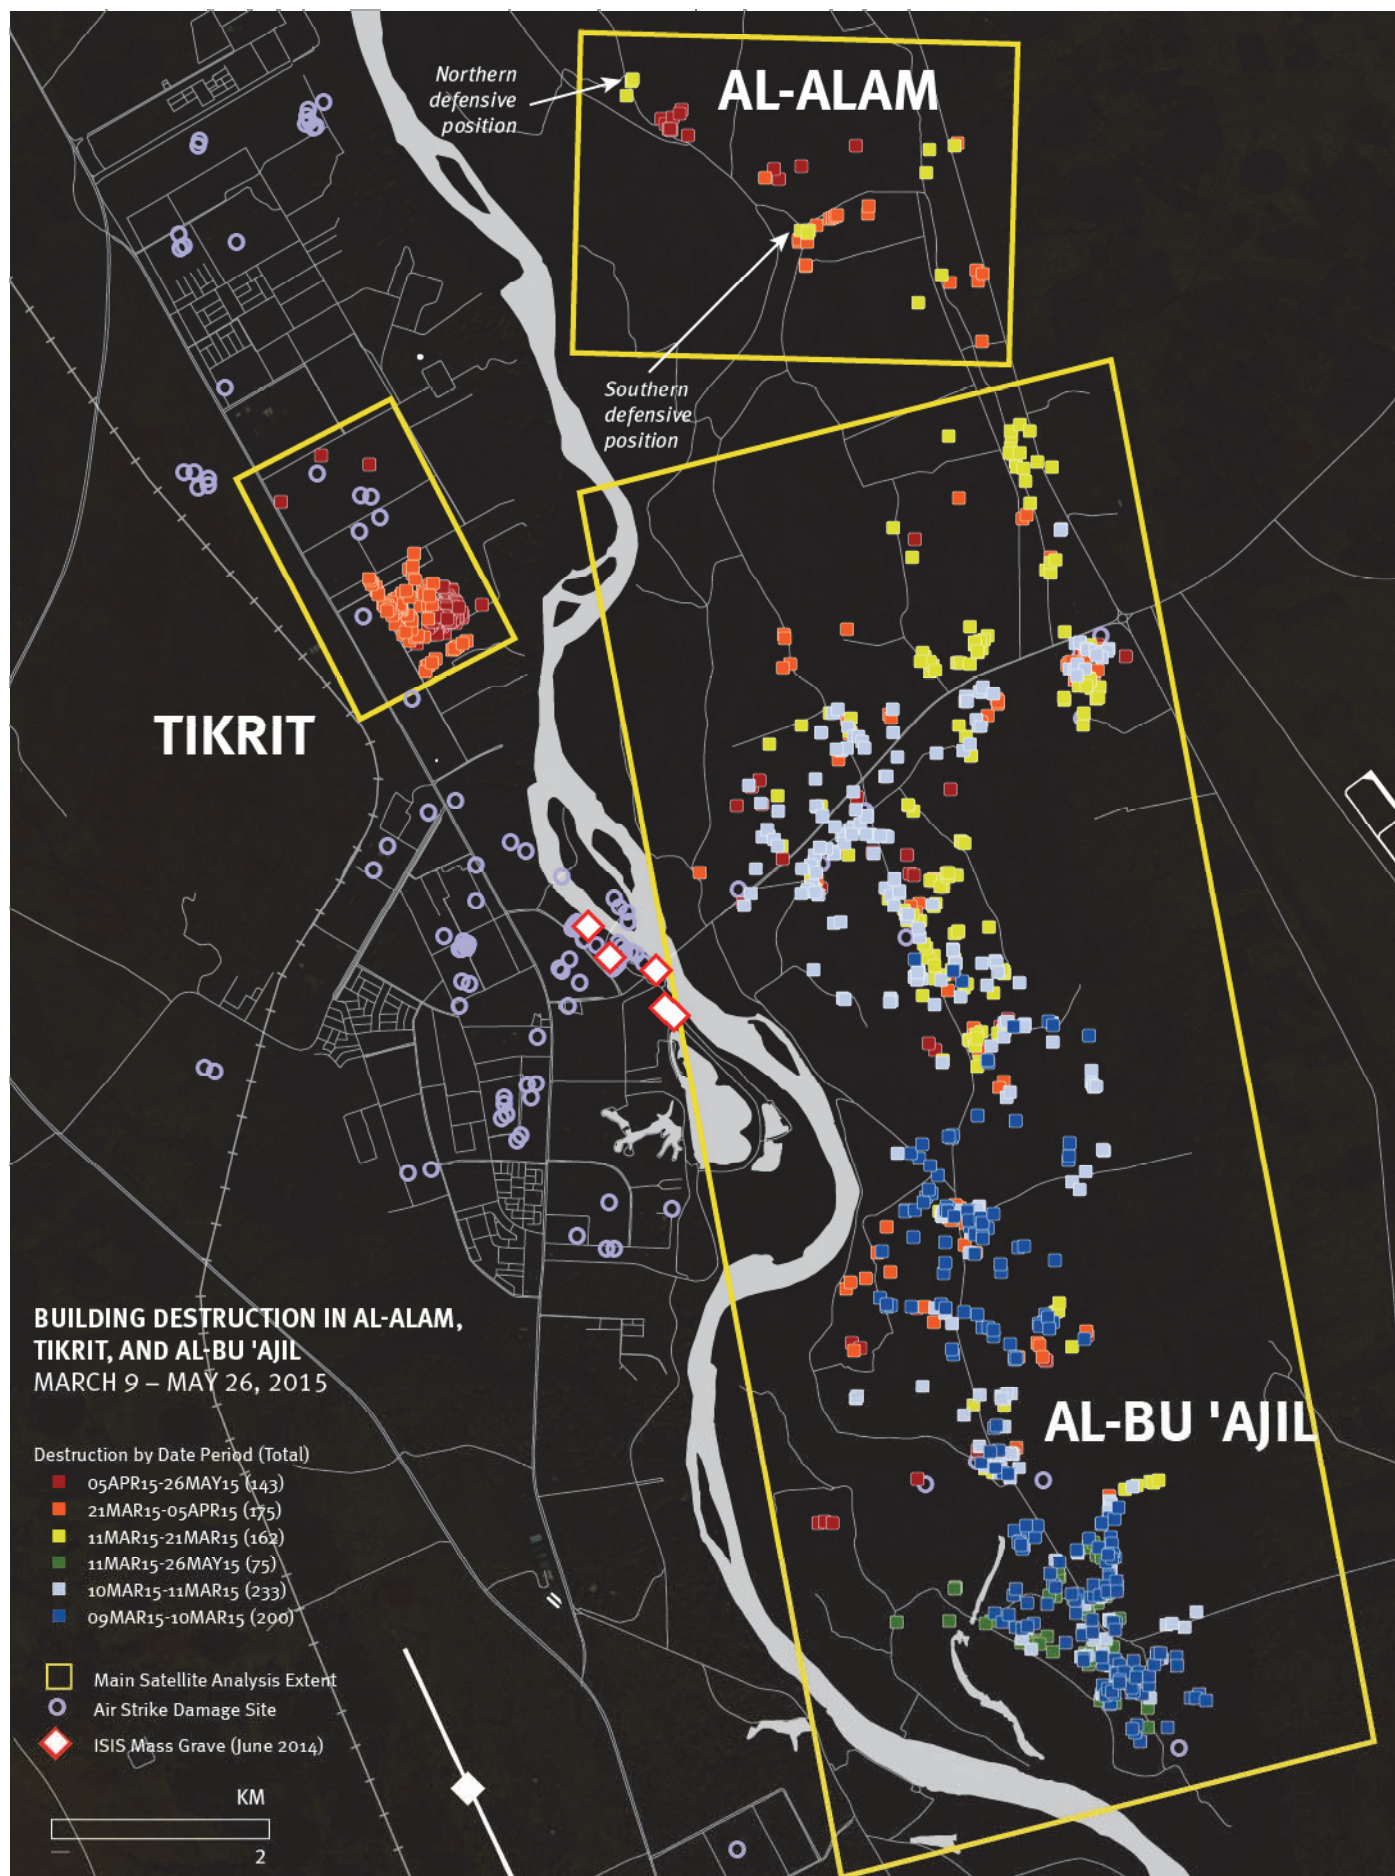 Northern
defensive
position
AL-ALAM
Southern
defensive
position
TIKRIT
BUILDING DESTRUCTION IN AL-ALAM,
TIKRIT, AND AL-BU 'AJIL
MARCH 9 – MAY 26, 2015
AL-BU 'AJIL
Destruction by Date Period (Total)
05APR15-26MAY15 (143)
21MAR15-05APR15 (175)
11MAR15-21MAR15 (162)
11MAR15-26MAY15 (75)
10MAR15-11MAR15 (233)
09MAR15-10MAR15 (200)
Main Satellite Analysis Extent
Air Strike Damage Site
ISIS Mass Grave (June 2014)
KM
2